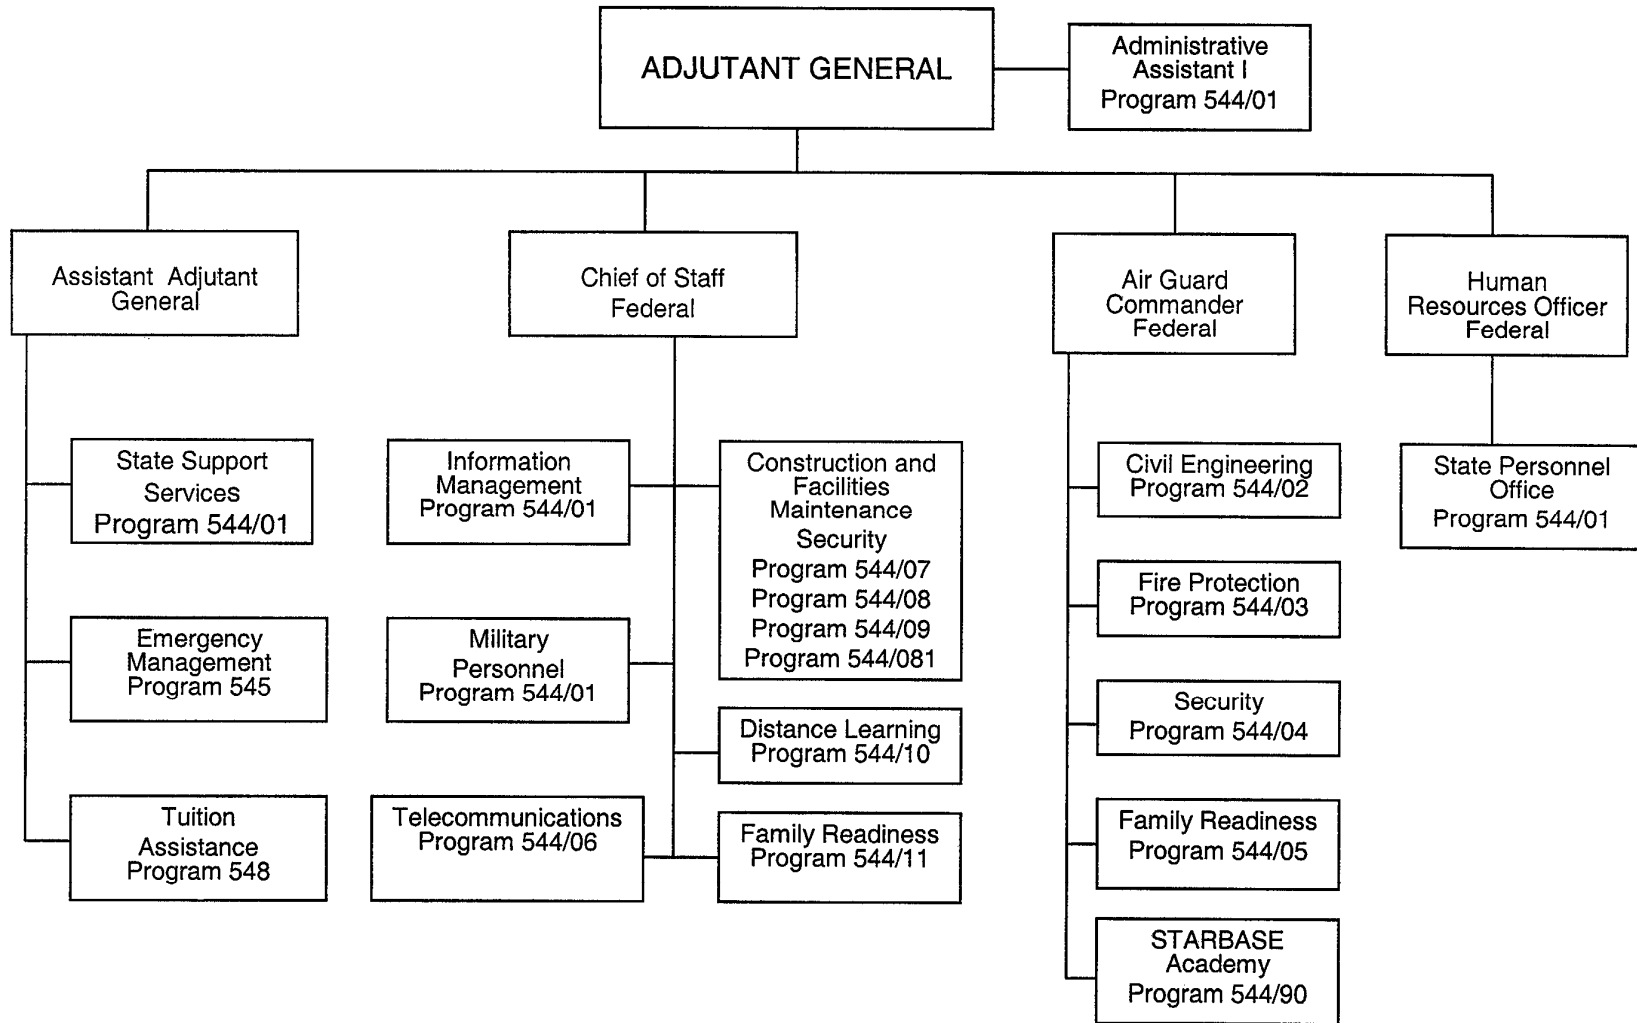 ADJUTANT GENERAL
Administrative
Assistant I
Program 544/01
Assistant Adjutant
General
Chief of Staff
Federal
Air Guard
Commander
Federal
Human
Resources Officer
Federal
State Support
Services
Program 544/01
Emergency
Management
Program 545
Tuition
Assistance
Program 548
Information
Management
Program 544/01
Military
Personnel
Program 544/01
Telecommunications
Program 544/06
Construction and
Facilities
Maintenance
Security
Program 544/07
Program 544/08
Program 544/09
Program 544/081
Distance Learning
Program 544/10
Family Readiness
Program 544/11
Civil Engineering
Program 544/02
Fire Protection
Program 544/03
Security
Program 544/04
Family Readiness
Program 544/05
STARBASE
Academy
Program 544/90
State Personnel
Office
Program 544/01